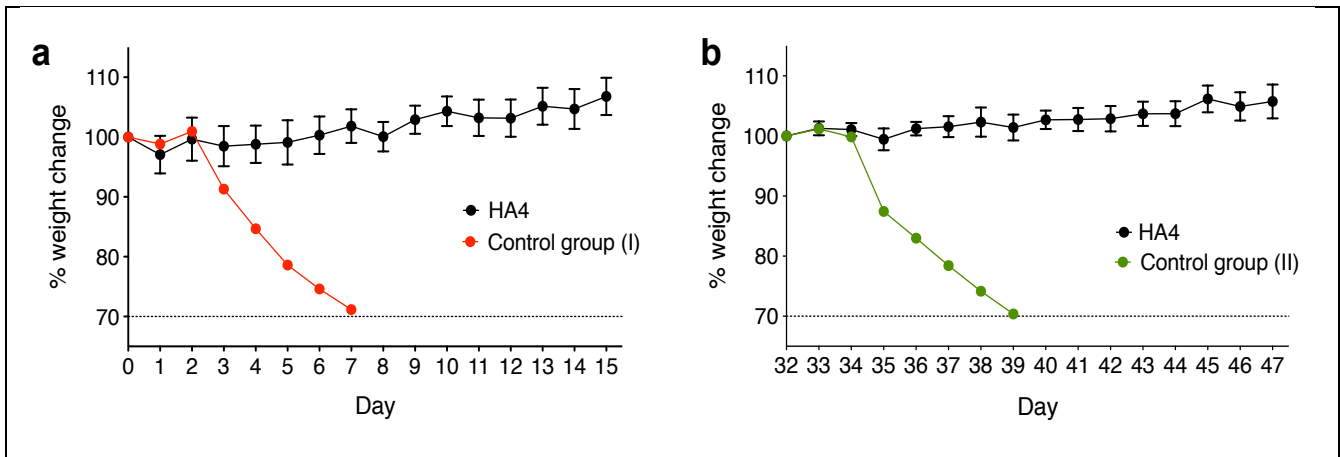 a
110
100
90
80
70
% weight change
HA4
Control group (I)
0 1 2 3 4 5 6 7 8 9 10 11 12 13 14 15
Day
b
110
100
90
80
70
% weight change
HA4
Control group (II)
32 33 34 35 36 37 38 39 40 41 42 43 44 45 46 47
Day